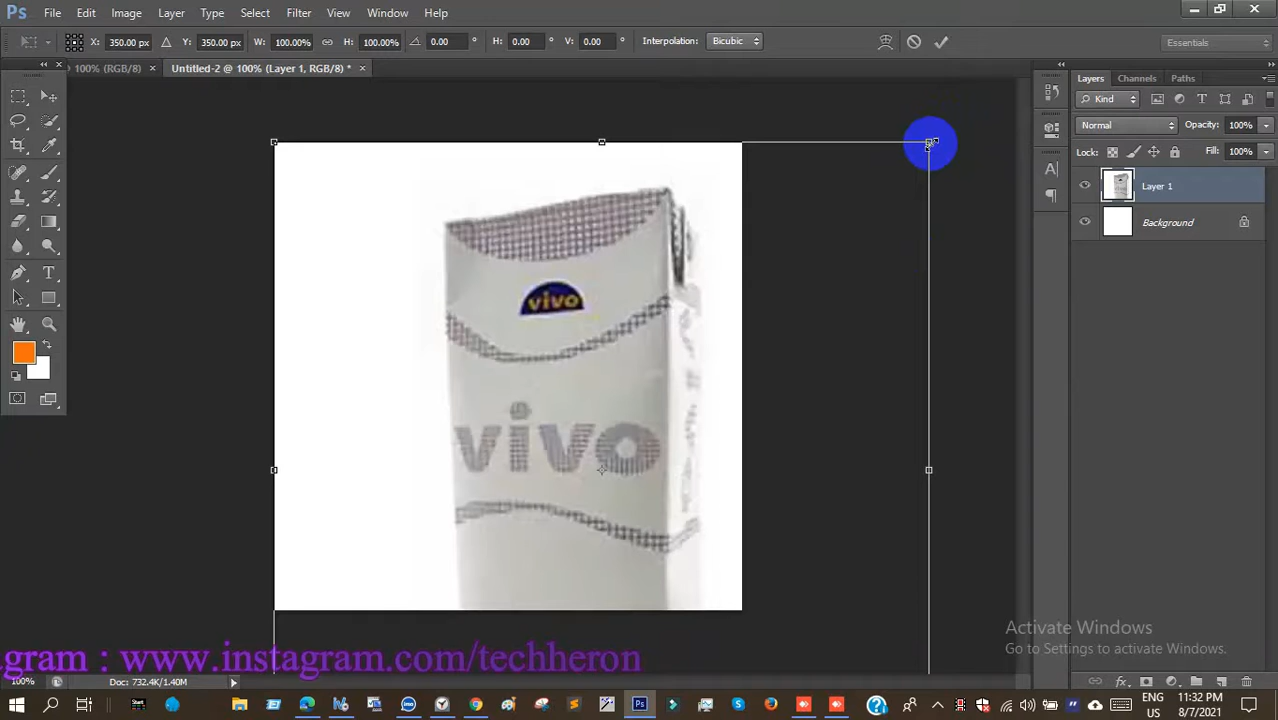 Ps File Edit Image Layer Type Select Filter 3D View Window Help
X: 350.00 px Y: 350.00 px W: 100.00% H: 100.00% 0.00 ° H: 0.00 ° V: 0.00 ° Interpolation: Bicubic Essentials
@ 100% (RGB/8) × Untitled-2 @ 100% (Layer 1, RGB/8) * ×
Layers Channels Paths
Kind
Normal Opacity: 100%
Lock: Fill: 100%
Layer 1
Background
vivo
vivo
Activate Windows
Go to Settings to activate Windows.
gram : www.instagram.com/techheron
100% Doc: 732.4K/1.40M
ENG 11:32 PM
US 8/7/2021